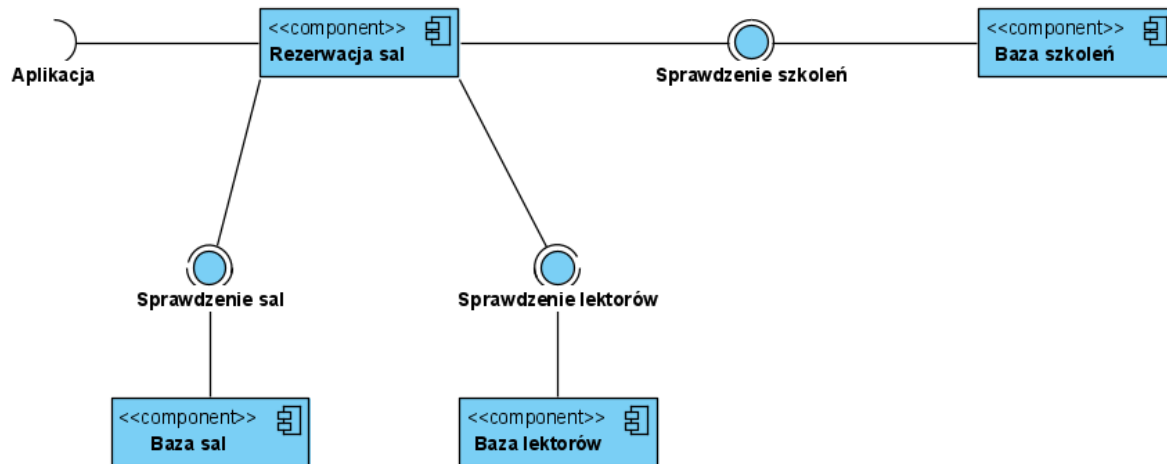 <<component>>
Rezerwacja sal
<<component>>
Baza szkoleń
Aplikacja
Sprawdzenie szkoleń
Sprawdzenie sal
Sprawdzenie lektorów
<<component>>
Baza sal
<<component>>
Baza lektorów